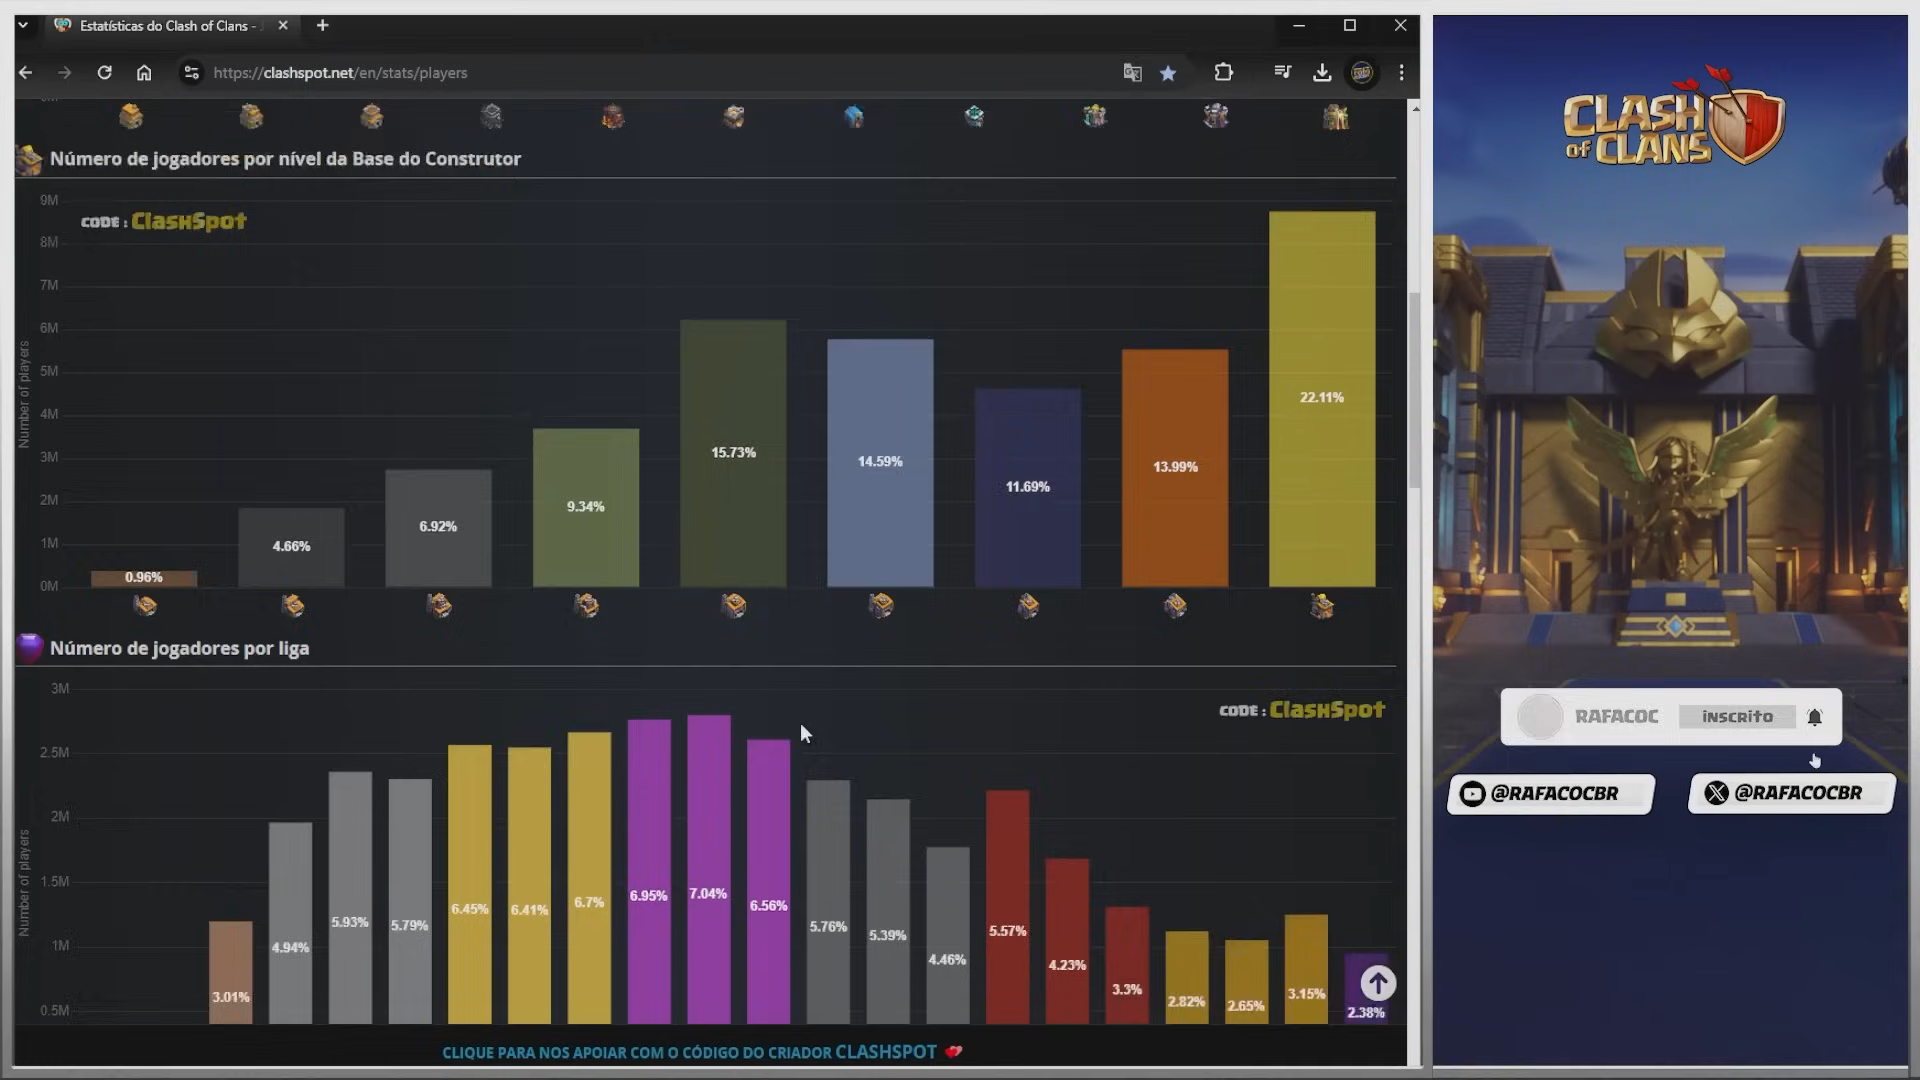 Estatísticas do Clash of Clans -
https://clashspot.net/en/stats/players
Número de jogadores por nível da Base do Construtor
9M
8M
7M
6M
5M
4M
3M
2M
1M
0M
Number of players
CODE : ClashSpot
0.96%
4.66%
6.92%
9.34%
15.73%
14.59%
11.69%
13.99%
22.11%
Número de jogadores por liga
3M
2.5M
2M
1.5M
1M
0.5M
Number of players
CODE : ClashSpot
3.01%
4.94%
5.93%
5.79%
6.45%
6.41%
6.7%
6.95%
7.04%
6.56%
5.76%
5.39%
4.46%
5.57%
4.23%
3.3%
2.82%
2.65%
3.15%
2.38%
CLIQUE PARA NOS APOIAR COM O CÓDIGO DO CRIADOR CLASHSPOT
CLASH
of CLANS
RAFACOC
inscrito
@RAFACOCBR
@RAFACOCBR